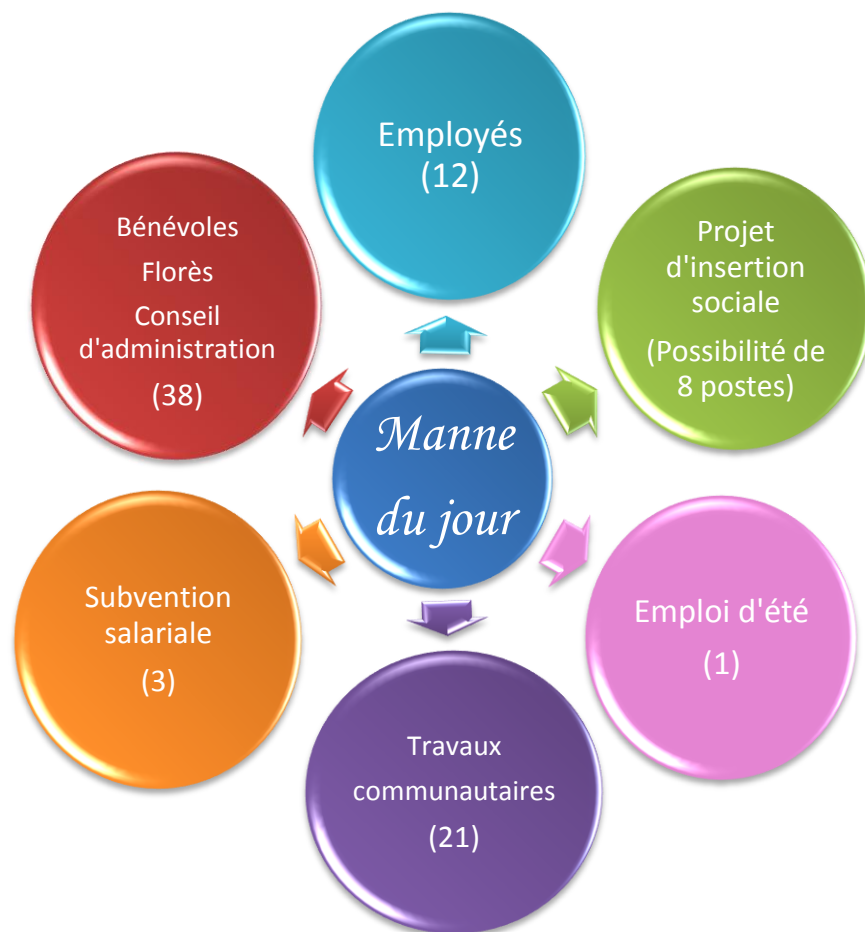 Employés
(12)
Projet
d'insertion
sociale
(Possibilité de
8 postes)
Emploi d'été
(1)
Travaux
communautaires
(21)
Subvention
salariale
(3)
Bénévoles
Florès
Conseil
d'administration
(38)
Manne
du jour